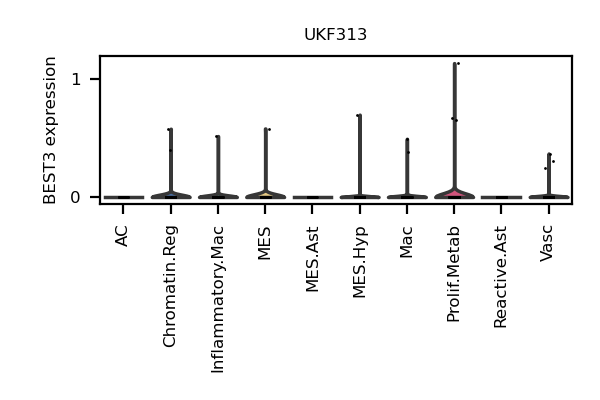 UKF313
BEST3 expression
1
0
AC
Chromatin.Reg
Inflammatory.Mac
MES
MES.Ast
MES.Hyp
Mac
Prolif.Metab
Reactive.Ast
Vasc